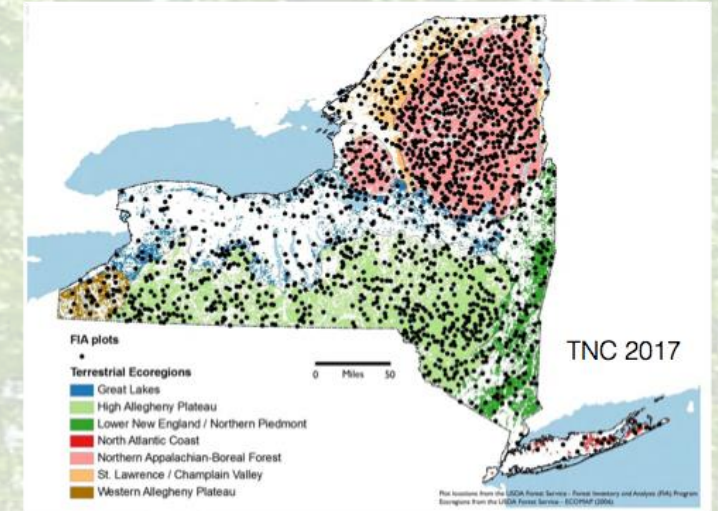 TNC 2017
FIA plots
Terrestrial Ecoregions
Great Lakes
High Allegheny Plateau
Lower New England / Northern Piedmont
North Atlantic Coast
Northern Appalachian-Boreal Forest
St. Lawrence / Champlain Valley
Western Allegheny Plateau
0 Miles 50
Plot locations from the USDA Forest Service - Forest Inventory and Analysis (FIA) Program
Ecoregions from the USDA Forest Service - ECOMAP (2006)